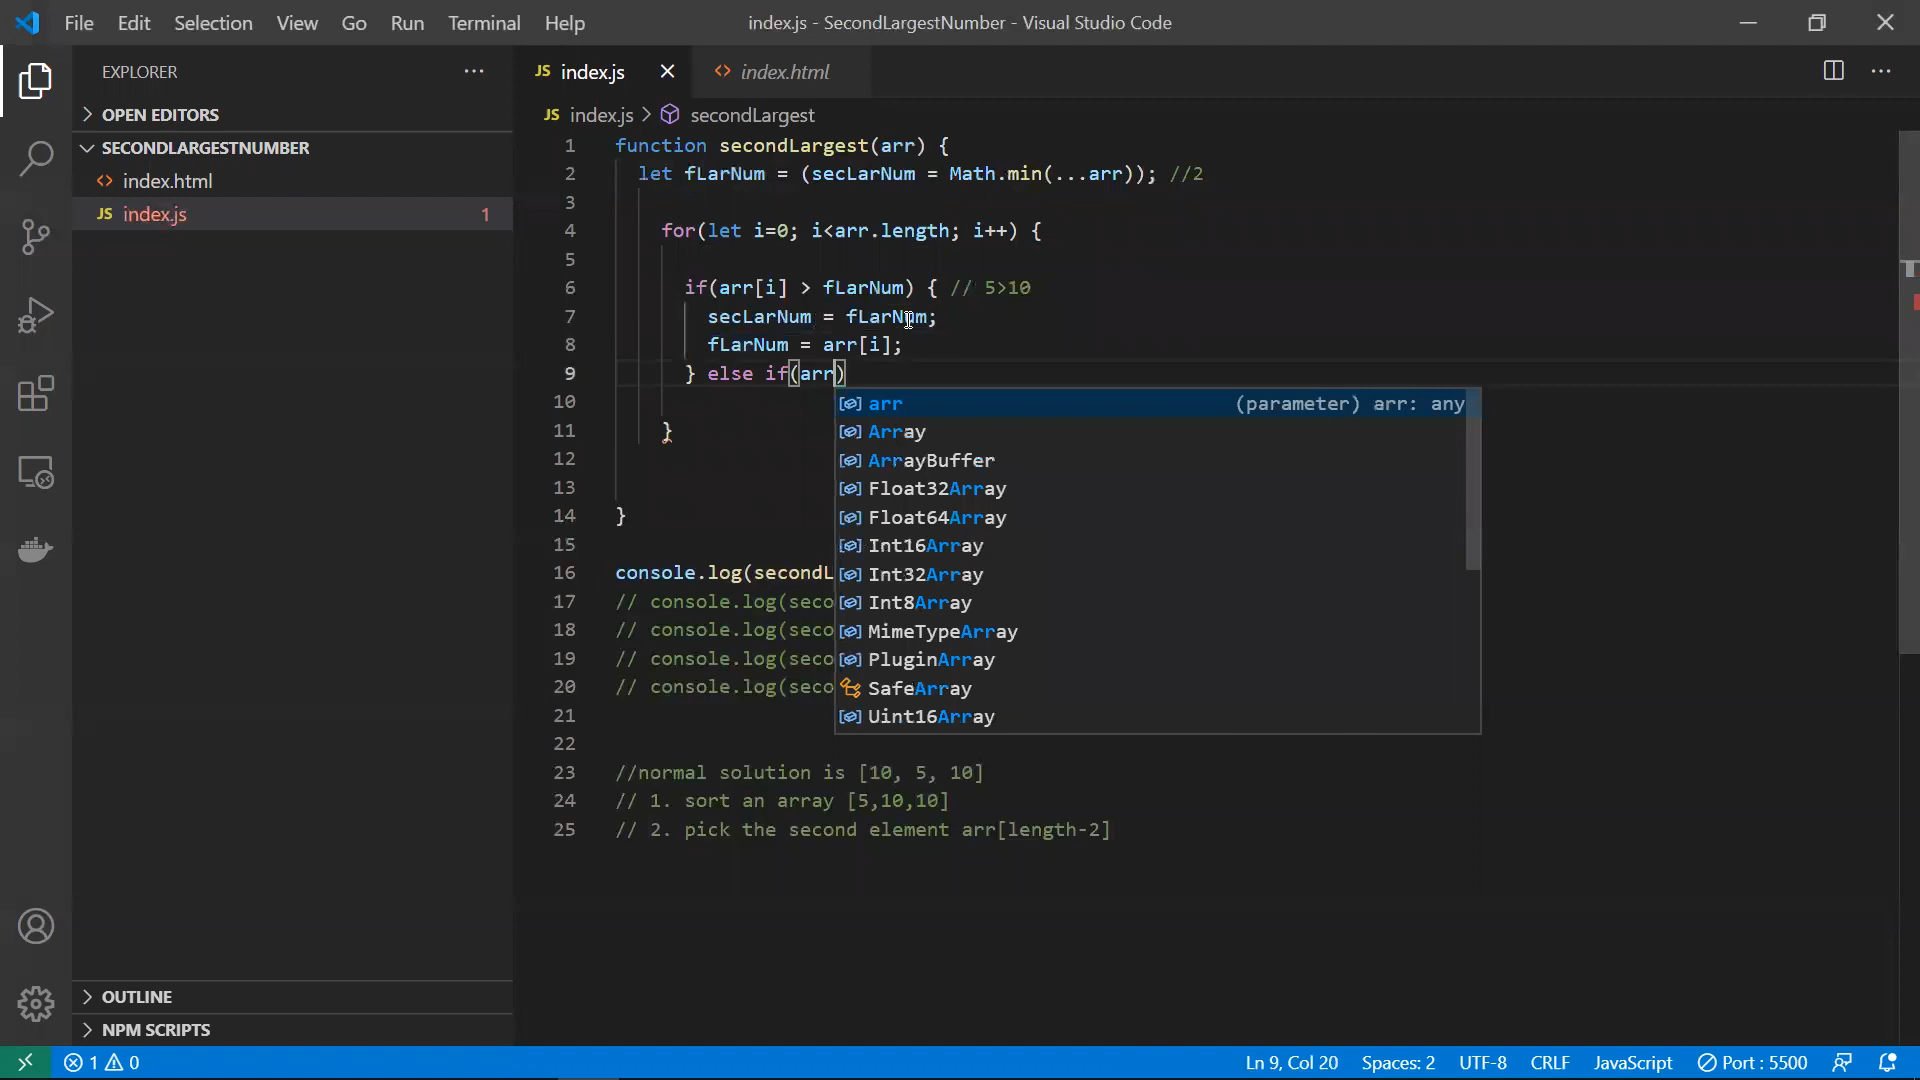 File Edit Selection View Go Run Terminal Help index.js - SecondLargestNumber - Visual Studio Code
EXPLORER
OPEN EDITORS
SECONDLARGESTNUMBER
index.html
JS index.js 1
OUTLINE
NPM SCRIPTS
JS index.js index.html
JS index.js > secondLargest
1 function secondLargest(arr) {
2 let fLarNum = (secLarNum = Math.min(...arr)); //2
3
4 for(let i=0; i<arr.length; i++) {
5
6 if(arr[i] > fLarNum) { // 5>10
7 secLarNum = fLarNum;
8 fLarNum = arr[i];
9 } else if(arr)
10
11 }
12
13
14 }
15
16 console.log(secondL
17 // console.log(seco
18 // console.log(seco
19 // console.log(seco
20 // console.log(seco
21
22
23 //normal solution is [10, 5, 10]
24 // 1. sort an array [5,10,10]
25 // 2. pick the second element arr[length-2]
arr (parameter) arr: any
Array
ArrayBuffer
Float32Array
Float64Array
Int16Array
Int32Array
Int8Array
MimeTypeArray
PluginArray
SafeArray
Uint16Array
1 0 Ln 9, Col 20 Spaces: 2 UTF-8 CRLF JavaScript Port : 5500